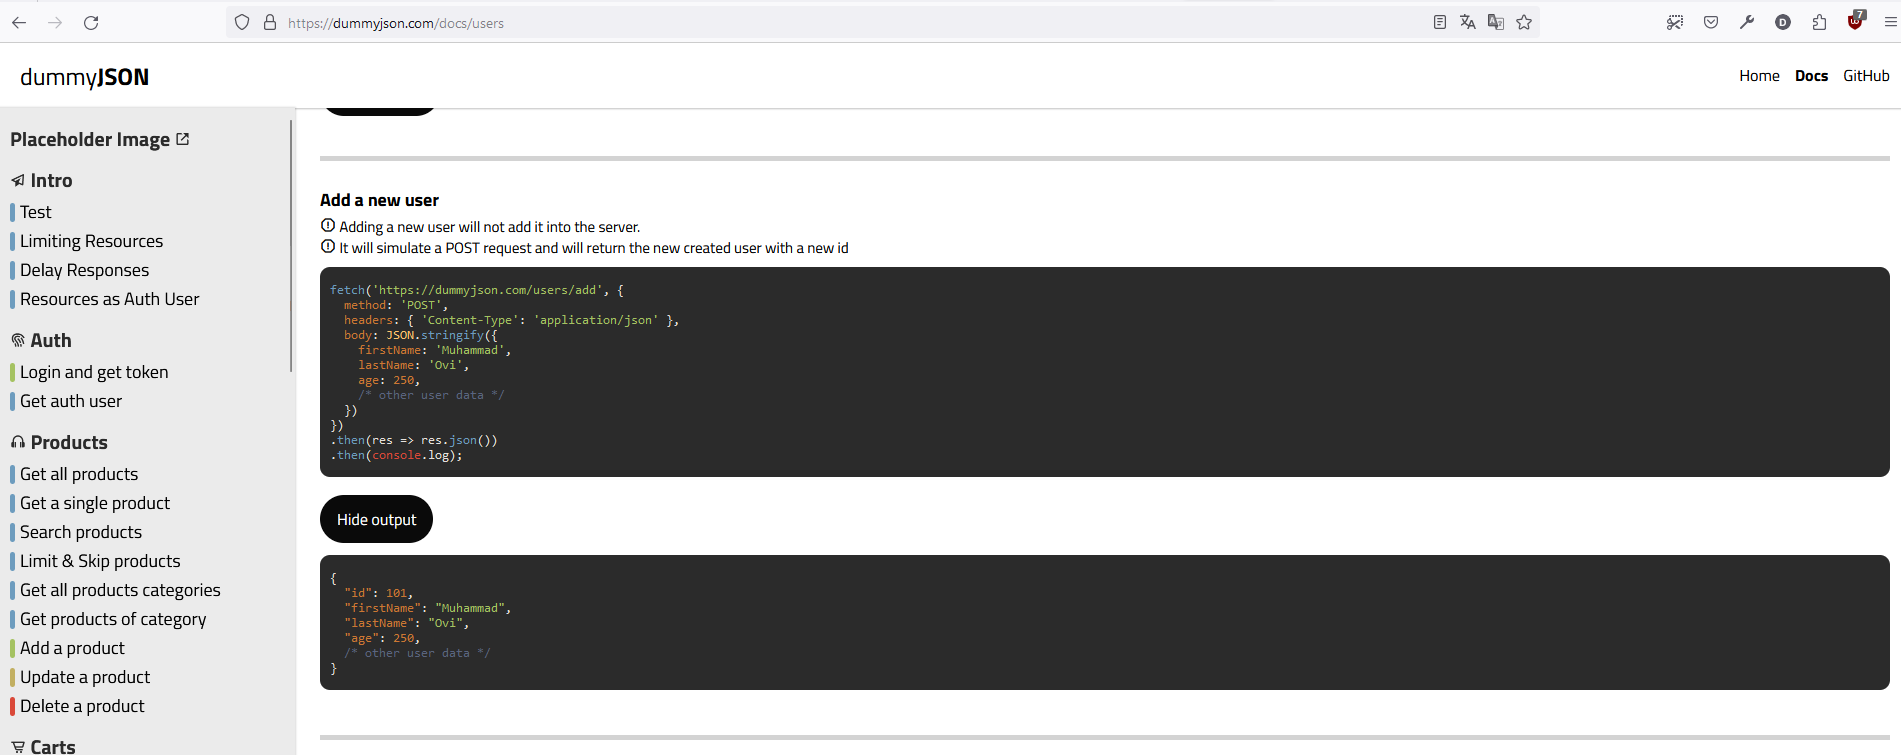 https://dummyjson.com/docs/users
7
dummyJSON
Home Docs GitHub
Placeholder Image
Intro
Test
Limiting Resources
Delay Responses
Resources as Auth User
Auth
Login and get token
Get auth user
Products
Get all products
Get a single product
Search products
Limit & Skip products
Get all products categories
Get products of category
Add a product
Update a product
Delete a product
Carts
Add a new user
Adding a new user will not add it into the server.
It will simulate a POST request and will return the new created user with a new id
fetch('https://dummyjson.com/users/add', {
  method: 'POST',
  headers: { 'Content-Type': 'application/json' },
  body: JSON.stringify({
    firstName: 'Muhammad',
    lastName: 'Ovi',
    age: 250,
    /* other user data */
  })
})
.then(res => res.json())
.then(console.log);
Hide output
{
  "id": 101,
  "firstName": "Muhammad",
  "lastName": "Ovi",
  "age": 250,
  /* other user data */
}